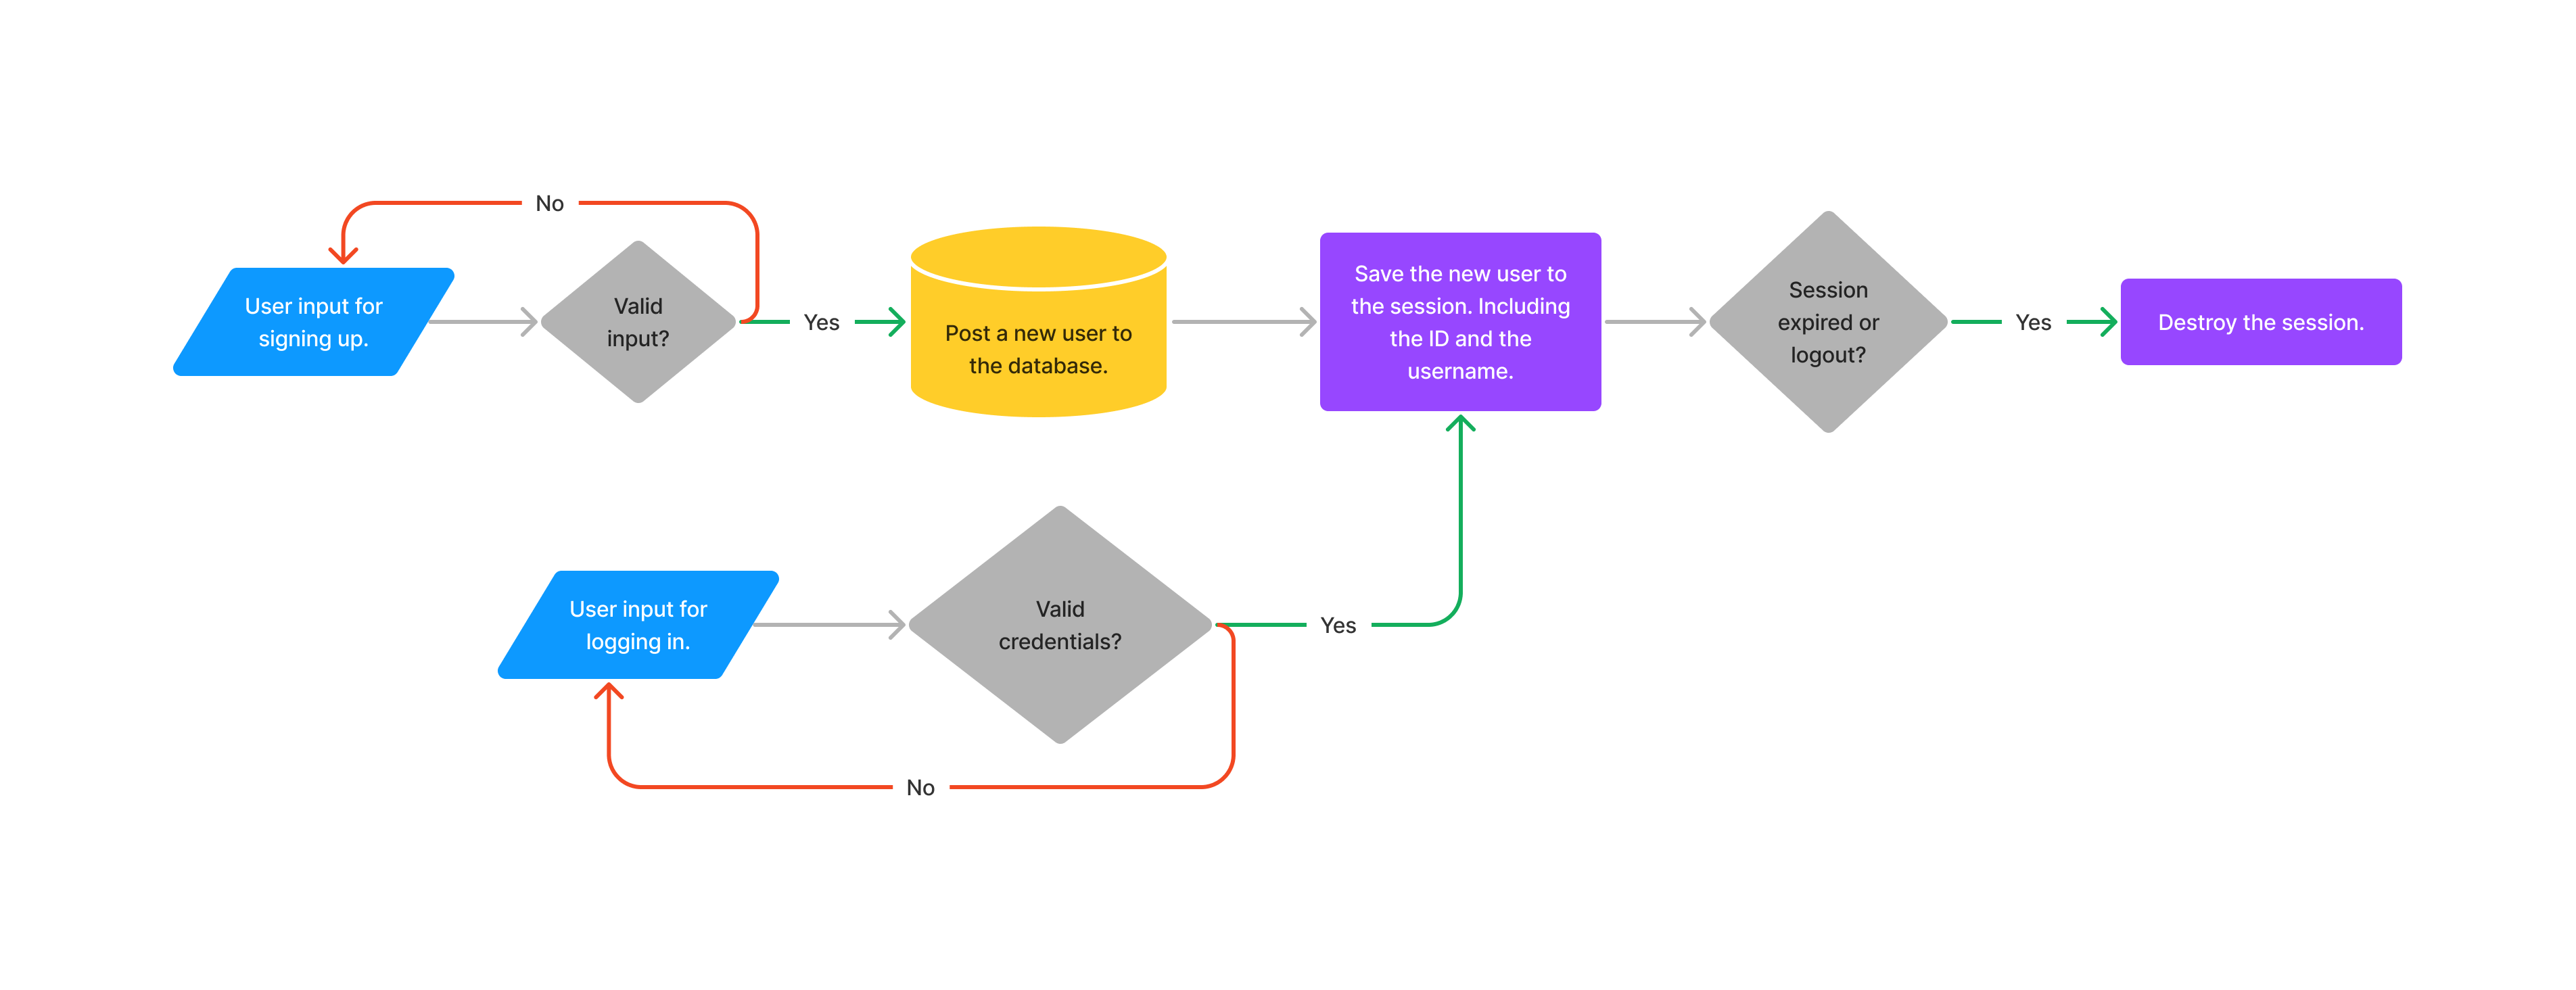 No
User input for
signing up.
Valid
input?
Yes
Post a new user to
the database.
Save the new user to
the session. Including
the ID and the
username.
Session
expired or
logout?
Yes
Destroy the session.
User input for
logging in.
Valid
credentials?
Yes
No